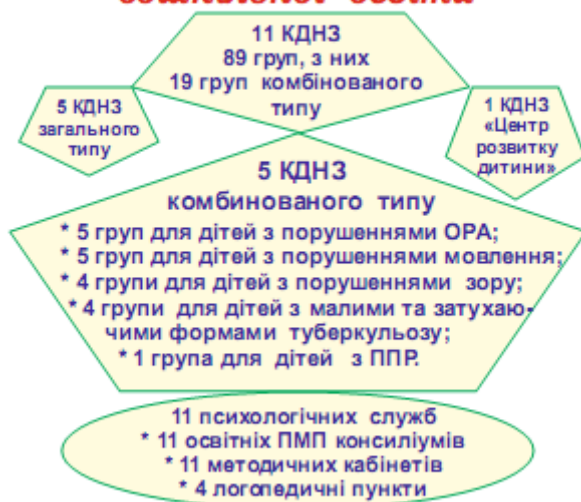 11 КДНЗ
89 груп, з них
19 груп комбінованого
типу
5 КДНЗ
загального
типу
1 КДНЗ
«Центр
розвитку
дитини»
5 КДНЗ
комбинованого типу
* 5 груп для дітей з порушеннями ОРА;
* 5 груп для дітей з порушеннями мовлення;
* 4 групи для дітей з порушеннями зору;
* 4 групи для дітей з малими та затухаю-
чими формами туберкульозу;
* 1 група для дітей з ППР.
11 психологічних служб
* 11 освітніх ПМП консиліумів
* 11 методичних кабінетів
* 4 логопедичні пункти